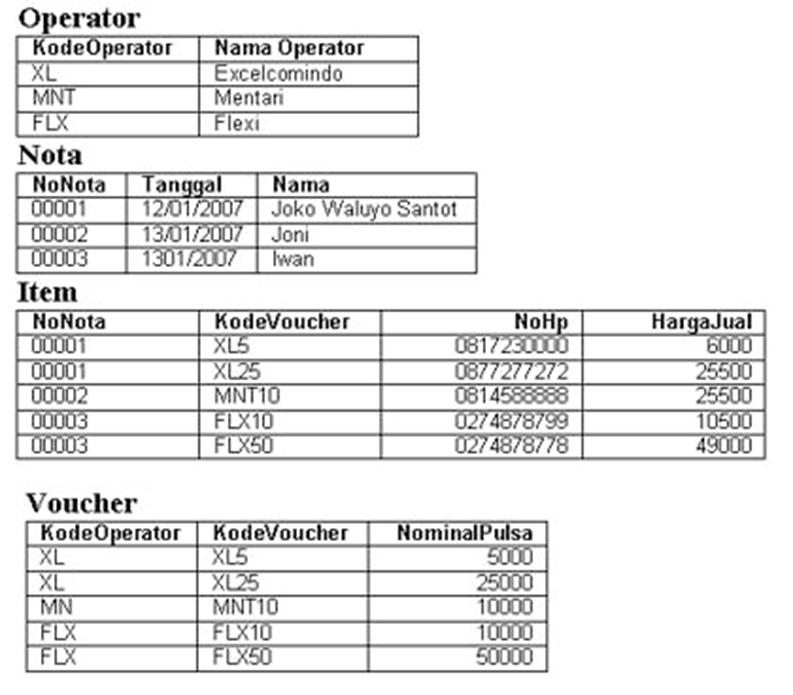 Operator
KodeOperator Nama Operator
XL Excelcomindo
MNT Mentari
FLX Flexi
Nota
NoNota Tanggal Nama
00001 12/01/2007 Joko Waluyo Santot
00002 13/01/2007 Joni
00003 1301/2007 Iwan
Item
NoNota KodeVoucher NoHp HargaJual
00001 XL5 0817230000 6000
00001 XL25 0877277272 25500
00002 MNT10 0814588888 25500
00003 FLX10 0274878799 10500
00003 FLX50 0274878778 49000
Voucher
KodeOperator KodeVoucher NominalPulsa
XL XL5 5000
XL XL25 25000
MN MNT10 10000
FLX FLX10 10000
FLX FLX50 50000